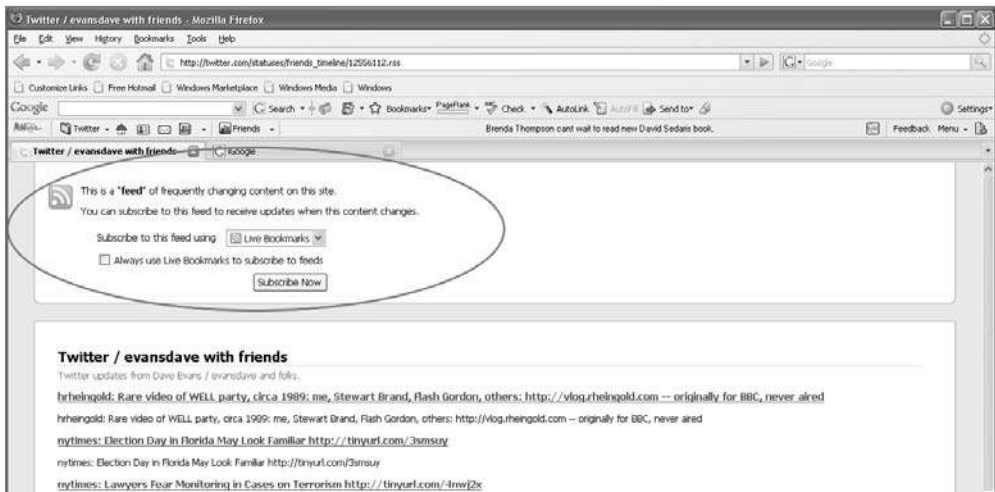 Twitter / evansdave with friends - Mozilla Firefox
File Edit View History Bookmarks Tools Help
http://twitter.com/statuses/friends_timeline/12556112.rss Google
Customize Links Free Hotmail Windows Marketplace Windows Media Windows
Google Search Bookmarks PageRank Check AutoLink AutoFill Send to Settings
Twitter Friends Brenda Thompson cant wait to read new David Sedaris book. Feedback Menu
Twitter / evansdave with friends iGoogle
This is a "feed" of frequently changing content on this site.
You can subscribe to this feed to receive updates when this content changes.
Subscribe to this feed using Live Bookmarks
Always use Live Bookmarks to subscribe to feeds
Subscribe Now
Twitter / evansdave with friends
Twitter updates from Dave Evans / evansdave and folks.
hrheingold: Rare video of WELL party, circa 1989: me, Stewart Brand, Flash Gordon, others: http://vlog.rheingold.com -- originally for BBC, never aired
hrheingold: Rare video of WELL party, circa 1989: me, Stewart Brand, Flash Gordon, others: http://vlog.rheingold.com -- originally for BBC, never aired
nytimes: Election Day in Florida May Look Familiar http://tinyurl.com/3smsuy
nytimes: Election Day in Florida May Look Familiar http://tinyurl.com/3smsuy
nytimes: Lawyers Fear Monitoring in Cases on Terrorism http://tinyurl.com/4nwj2x